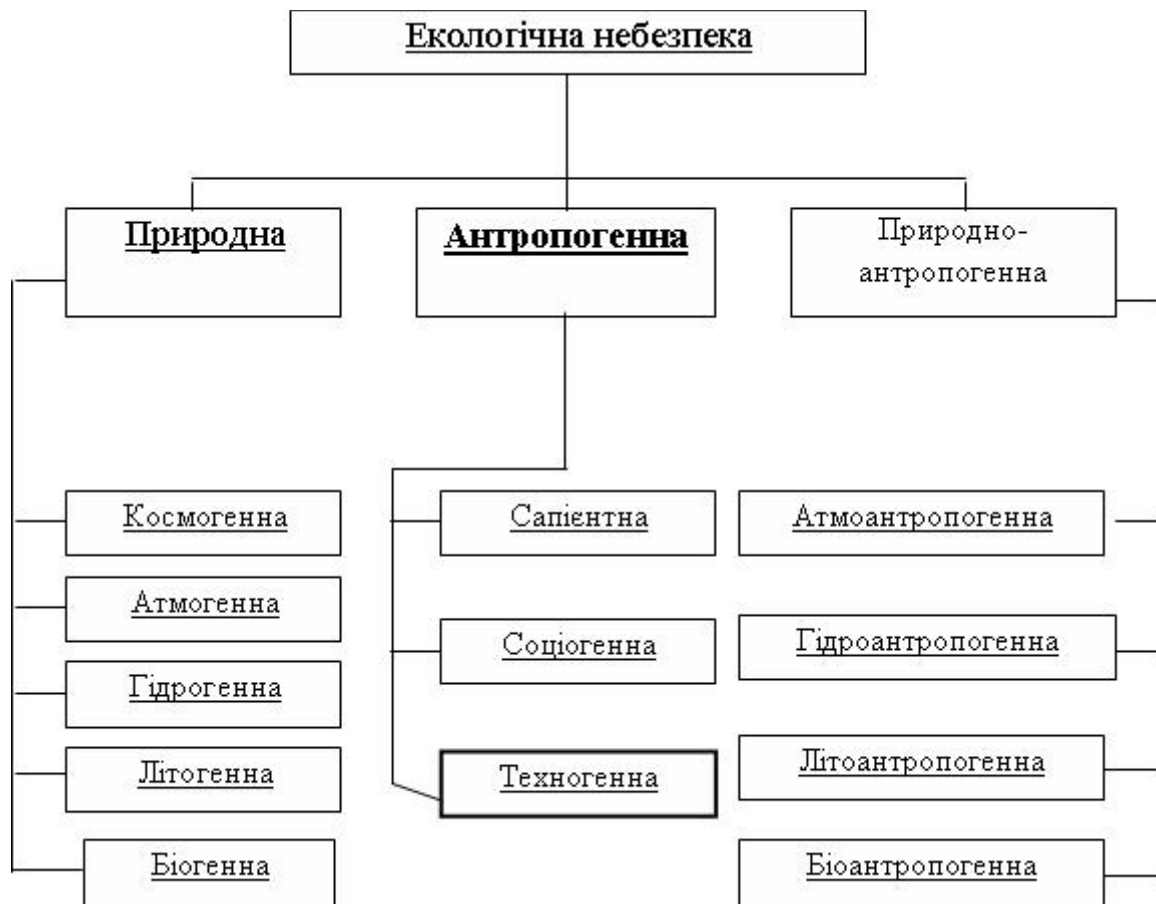 Екологічна небезпека
Природна
Антропогенна
Природно-
антропогенна
Космогенна
Атмогенна
Гідрогенна
Літогенна
Біогенна
Сапієнтна
Соціогенна
Техногенна
Атмоантропогенна
Гідроантропогенна
Літоантропогенна
Біоантропогенна